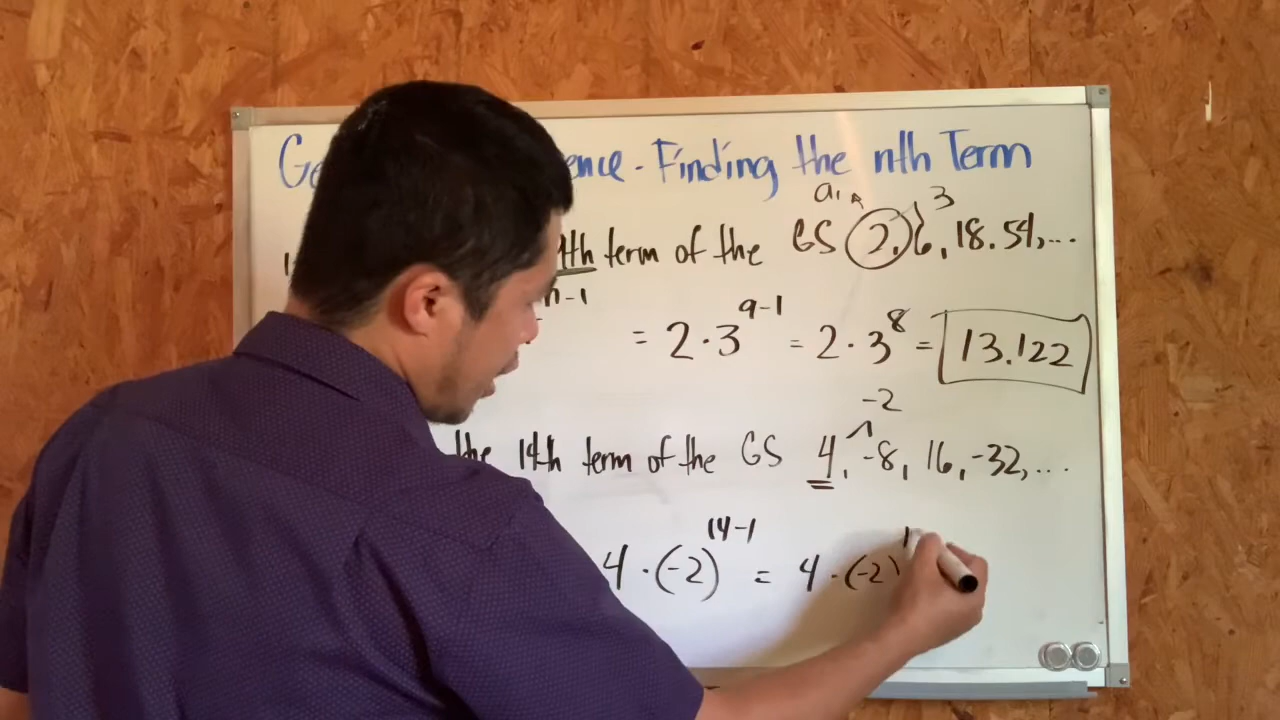 Ge ence - Finding the nth Term
a₁ 3
term of the GS 2, 6, 18, 54, ...
n-1
= 2 · 3^(9-1) = 2 · 3^8 = 13,122
-2
the 14th term of the GS 4, -8, 16, -32, ...
4 · (-2)^(14-1) = 4 · (-2)